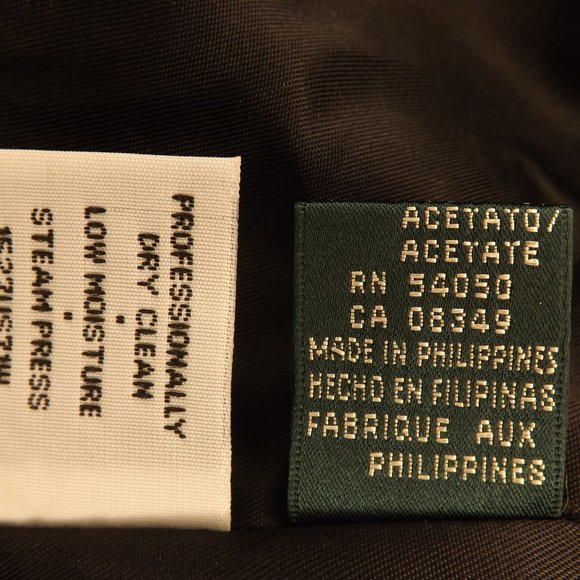 PROFESSIONALLY
DRY CLEAN
•
LOW MOISTURE
•
STEAM PRESS
ACETATO/
ACETATE
RN 54050
CA 08349
MADE IN PHILIPPINES
HECHO EN FILIPINAS
FABRIQUE AUX
PHILIPPINES